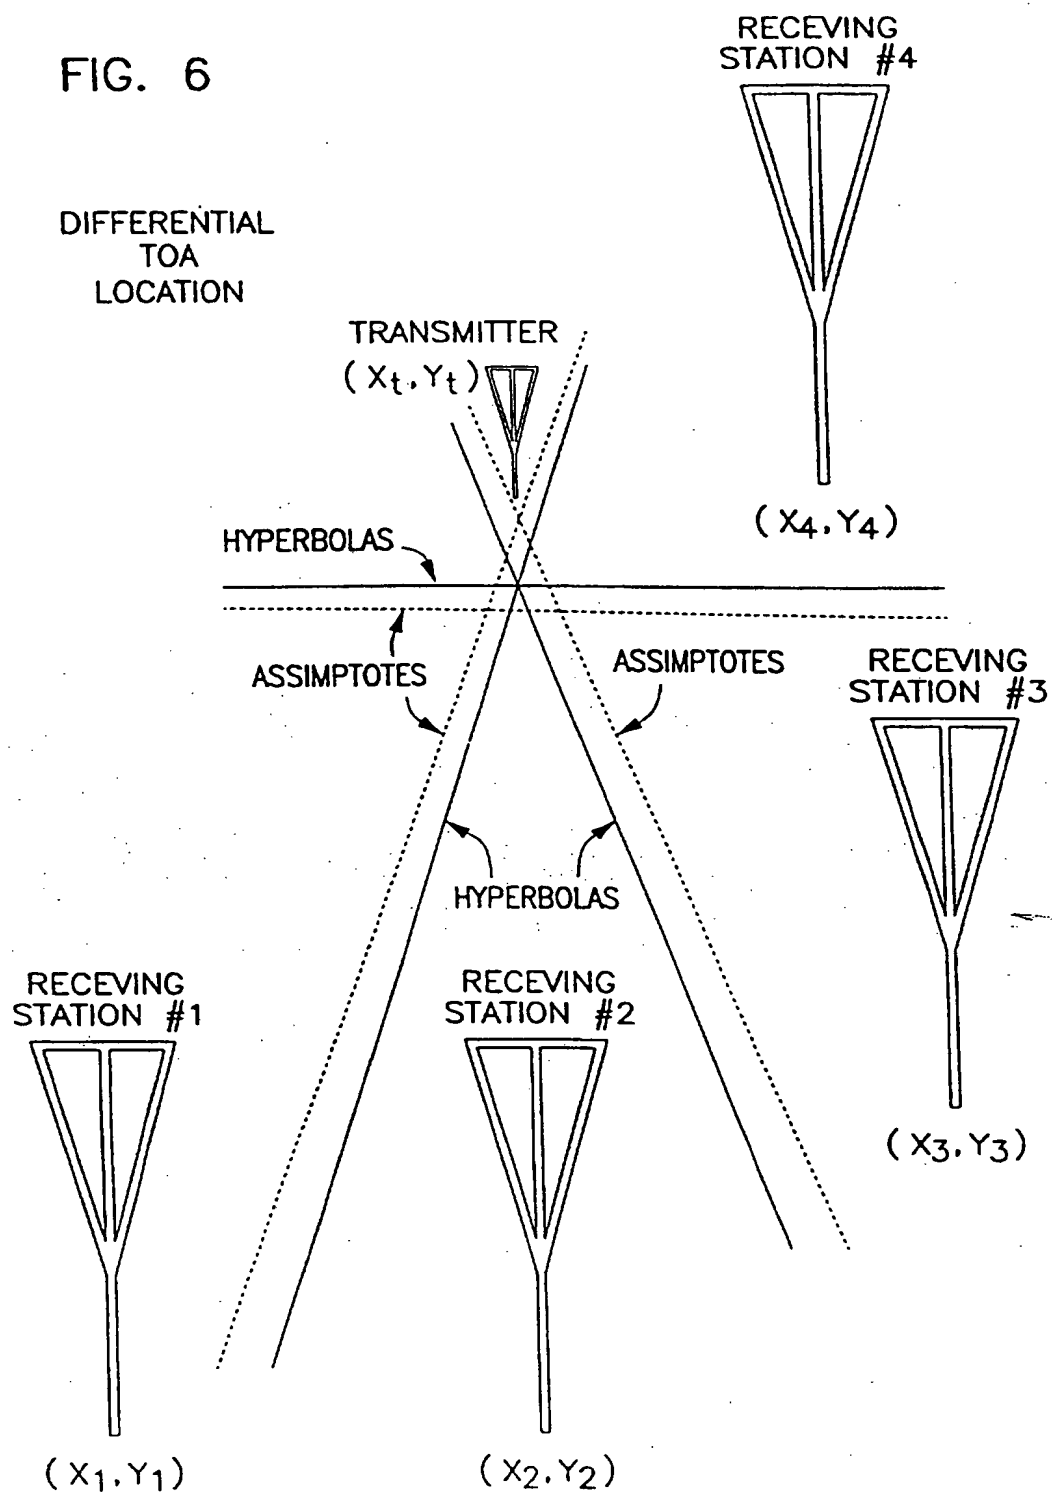 FIG. 6
RECEVING
STATION #4
DIFFERENTIAL
TOA
LOCATION
TRANSMITTER
(Xt, Yt)
(X4, Y4)
HYPERBOLAS
ASSIMPTOTES
ASSIMPTOTES
RECEVING
STATION #3
HYPERBOLAS
(X3, Y3)
RECEVING
STATION #1
RECEVING
STATION #2
(X1, Y1)
(X2, Y2)